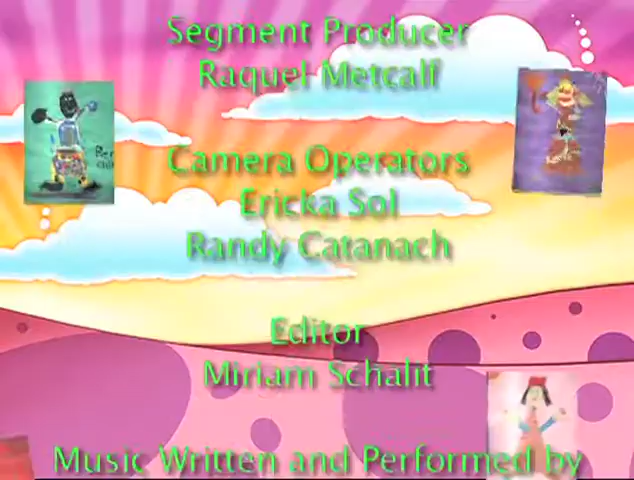 Segment Producer
Raquel Metcalf
Camera Operators
Ericka Sol
Randy Catanach
Editor
Miriam Schalit
Music Written and Performed by